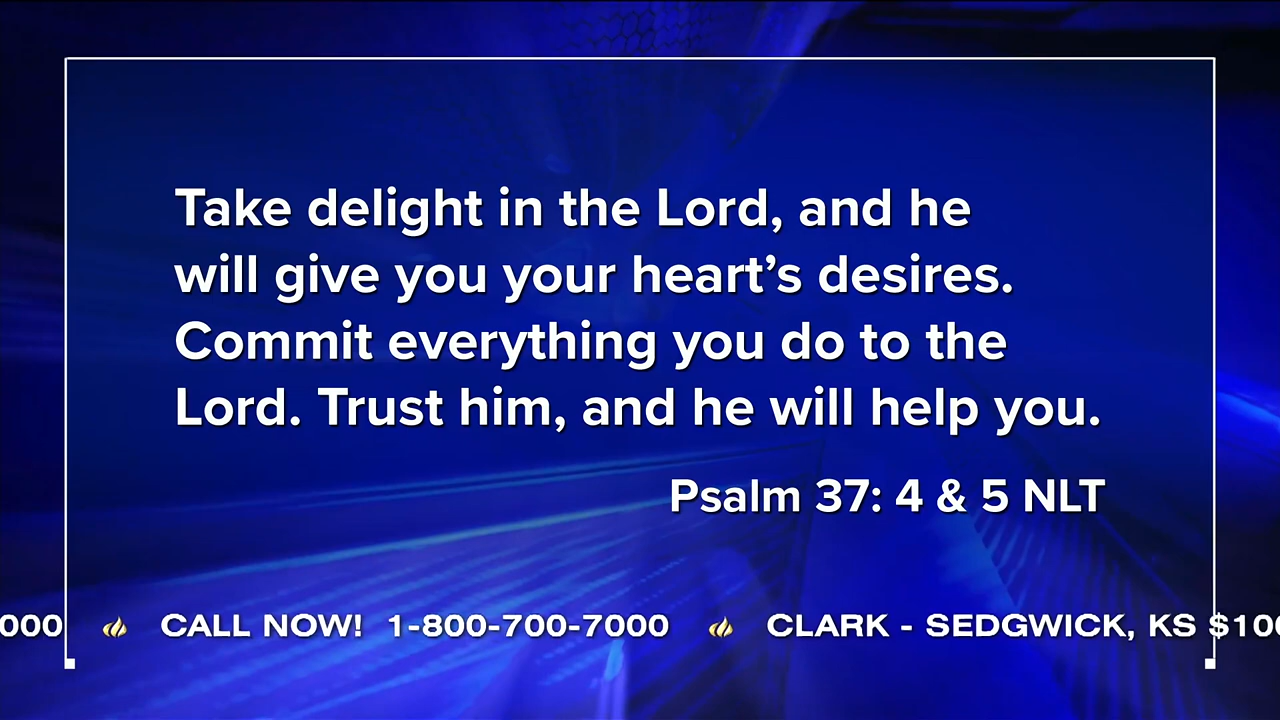 Take delight in the Lord, and he
will give you your heart’s desires.
Commit everything you do to the
Lord. Trust him, and he will help you.
Psalm 37: 4 & 5 NLT
000 CALL NOW! 1-800-700-7000 CLARK - SEDGWICK, KS $100